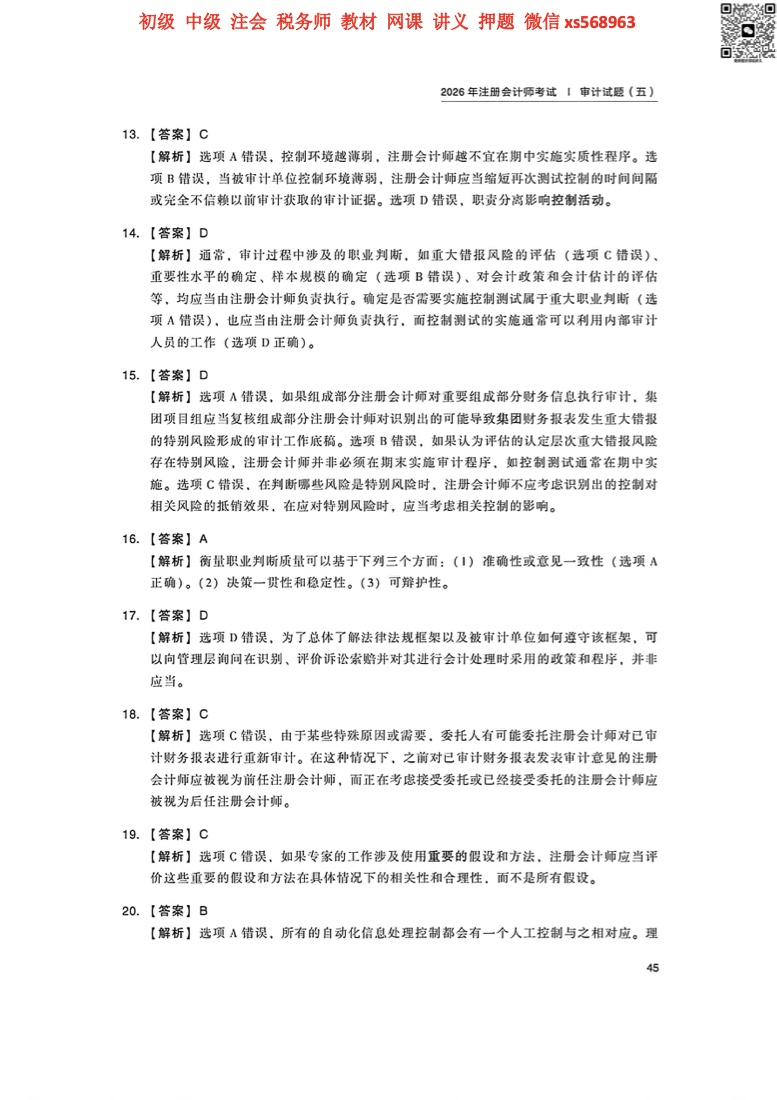 初级 中级 注会 税务师 教材 网课 讲义 押题 微信 xs568963
2026 年注册会计师考试 | 审计试题（五）
13. 【答案】C
【解析】选项 A 错误，控制环境越薄弱，注册会计师越不宜在期中实施实质性程序。选
项 B 错误，当被审计单位控制环境薄弱，注册会计师应当缩短再次测试控制的时间间隔
或完全不信赖以前审计获取的审计证据。选项 D 错误，职责分离影响控制活动。
14. 【答案】D
【解析】通常，审计过程中涉及的职业判断，如重大错报风险的评估（选项 C 错误）、
重要性水平的确定、样本规模的确定（选项 B 错误）、对会计政策和会计估计的评估
等，均应当由注册会计师负责执行。确定是否需要实施控制测试属于重大职业判断（选
项 A 错误），也应当由注册会计师负责执行，而控制测试的实施通常可以利用内部审计
人员的工作（选项 D 正确）。
15. 【答案】D
【解析】选项 A 错误，如果组成部分注册会计师对重要组成部分财务信息执行审计，集
团项目组应当复核组成部分注册会计师对识别出的可能导致集团财务报表发生重大错报
的特别风险形成的审计工作底稿。选项 B 错误，如果认为评估的认定层次重大错报风险
存在特别风险，注册会计师并非必须在期末实施审计程序，如控制测试通常在期中实
施。选项 C 错误，在判断哪些风险是特别风险时，注册会计师不应考虑识别出的控制对
相关风险的抵销效果，在应对特别风险时，应当考虑相关控制的影响。
16. 【答案】A
【解析】衡量职业判断质量可以基于下列三个方面：（1）准确性或意见一致性（选项 A
正确）。（2）决策一贯性和稳定性。（3）可辩护性。
17. 【答案】D
【解析】选项 D 错误，为了总体了解法律法规框架以及被审计单位如何遵守该框架，可
以向管理层询问在识别、评价诉讼索赔并对其进行会计处理时采用的政策和程序，并非
应当。
18. 【答案】C
【解析】选项 C 错误，由于某些特殊原因或需要，委托人有可能委托注册会计师对已审
计财务报表进行重新审计。在这种情况下，之前对已审计财务报表发表审计意见的注册
会计师应被视为前任注册会计师，而正在考虑接受委托或已经接受委托的注册会计师应
被视为后任注册会计师。
19. 【答案】C
【解析】选项 C 错误，如果专家的工作涉及使用重要的假设和方法，注册会计师应当评
价这些重要的假设和方法在具体情况下的相关性和合理性，而不是所有假设。
20. 【答案】B
【解析】选项 A 错误，所有的自动化信息处理控制都会有一个人工控制与之相对应。理
45